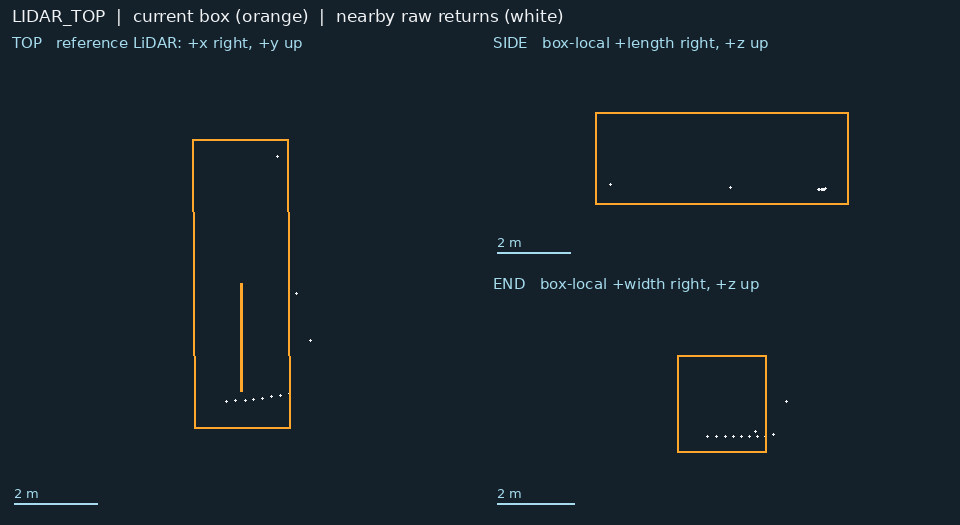 LIDAR_TOP | current box (orange) | nearby raw returns (white)
TOP reference LiDAR: +x right, +y up
SIDE box-local +length right, +z up
2 m
END box-local +width right, +z up
2 m
2 m